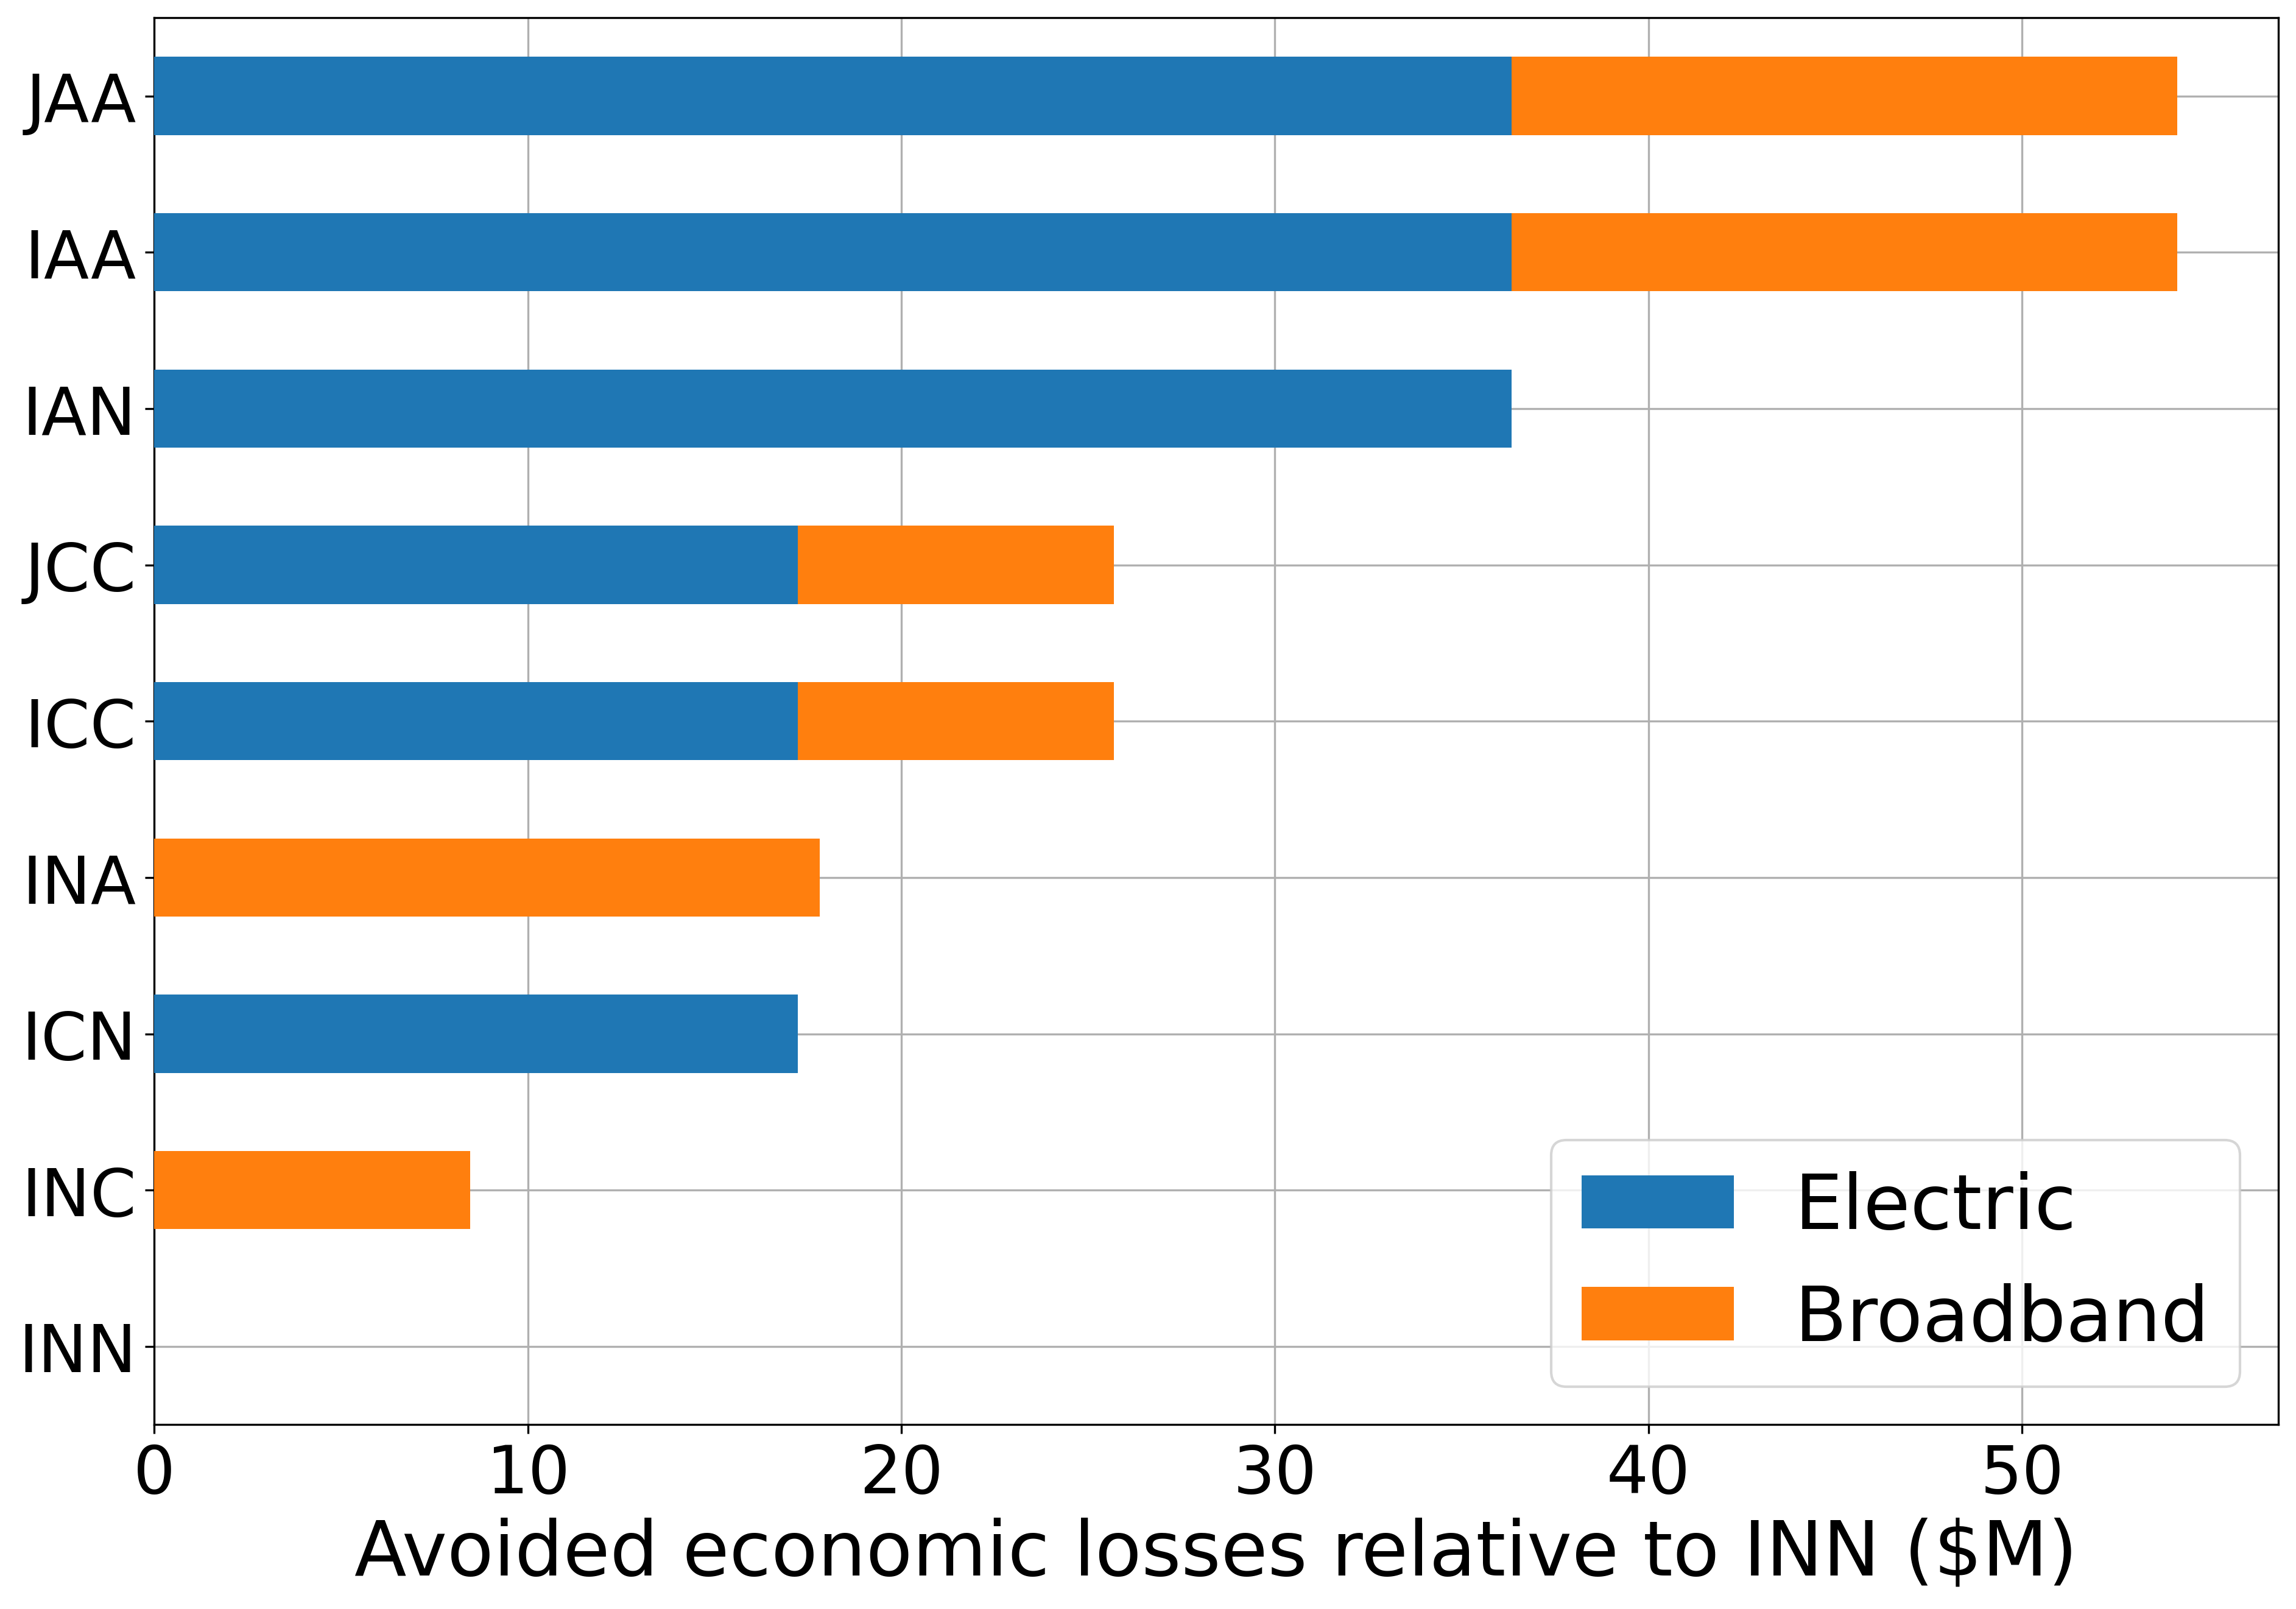 JAA
IAA
IAN
JCC
ICC
INA
ICN
INC
INN
Electric
Broadband
0 10 20 30 40 50
Avoided economic losses relative to INN ($M)